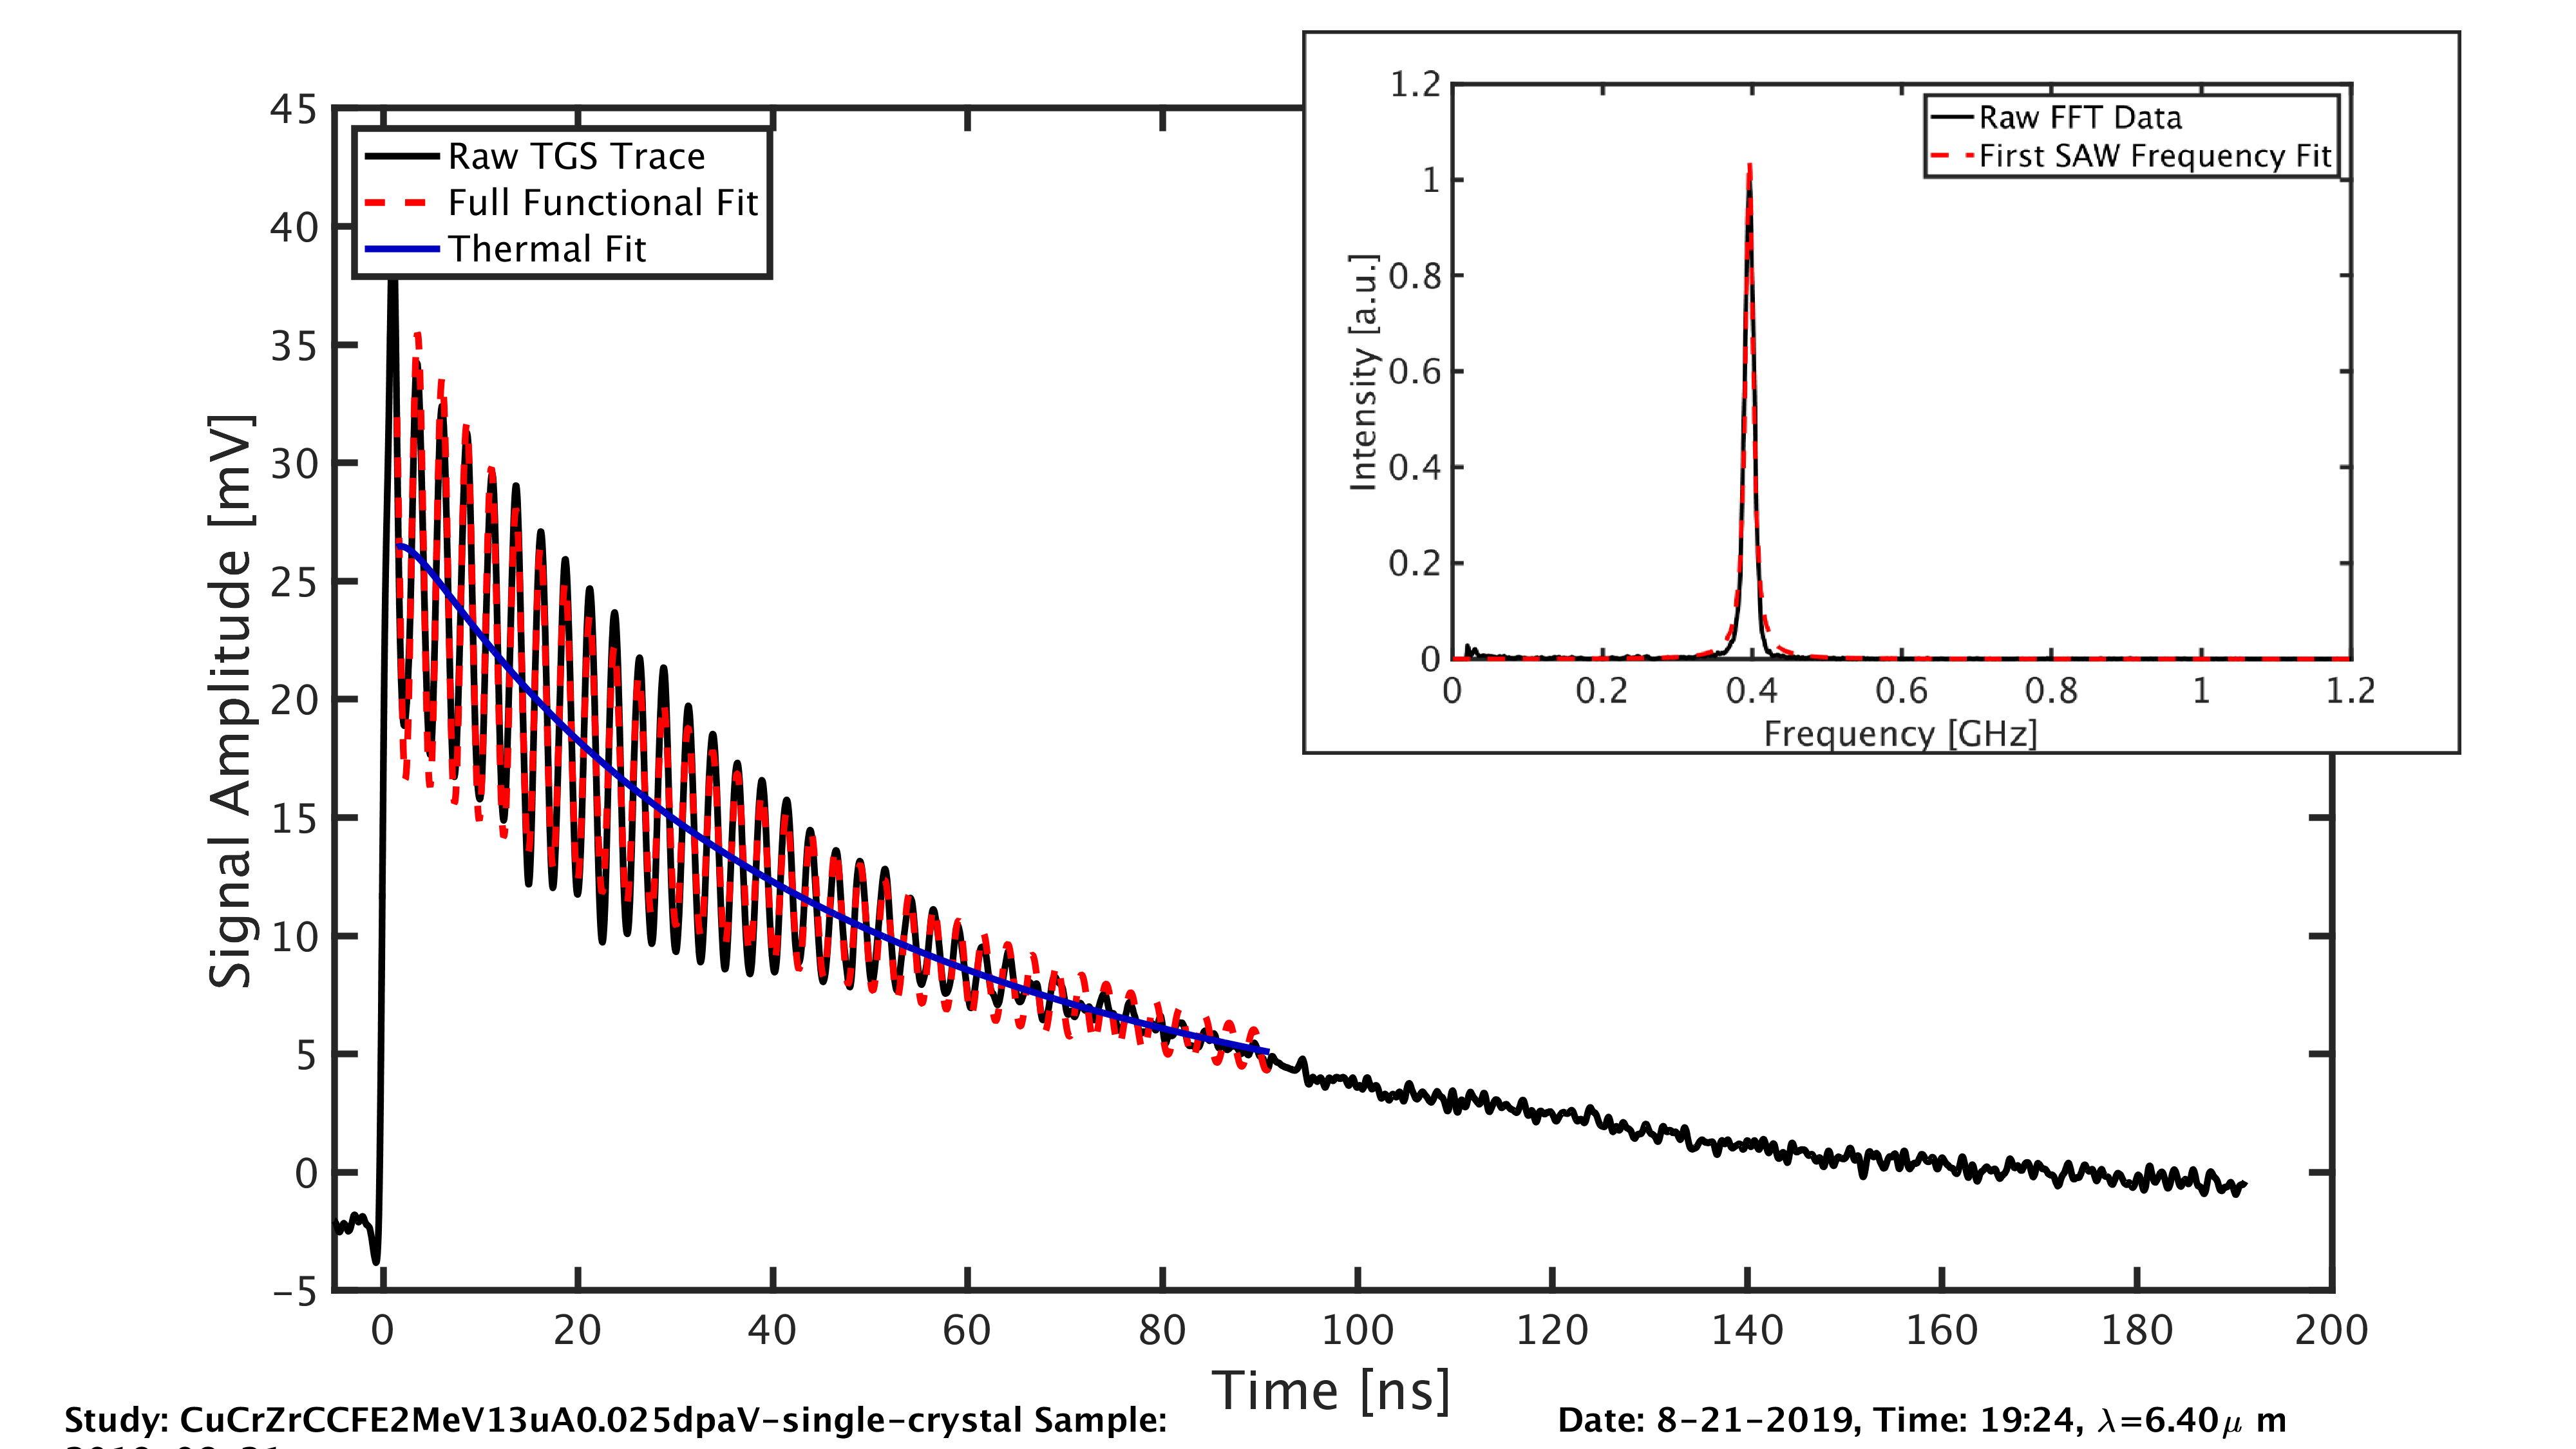 45
40
35
30
25
20
15
10
5
0
−5
Signal Amplitude [mV]
Raw TGS Trace
Full Functional Fit
Thermal Fit
0 20 40 60 80 100 120 140 160 180 200
Time [ns]
1.2
1
0.8
0.6
0.4
0.2
0
Intensity [a.u.]
Raw FFT Data
First SAW Frequency Fit
0 0.2 0.4 0.6 0.8 1 1.2
Frequency [GHz]
Study: CuCrZrCCFE2MeV13uA0.025dpaV−single−crystal Sample:
Date: 8−21−2019, Time: 19:24, λ=6.40μ m